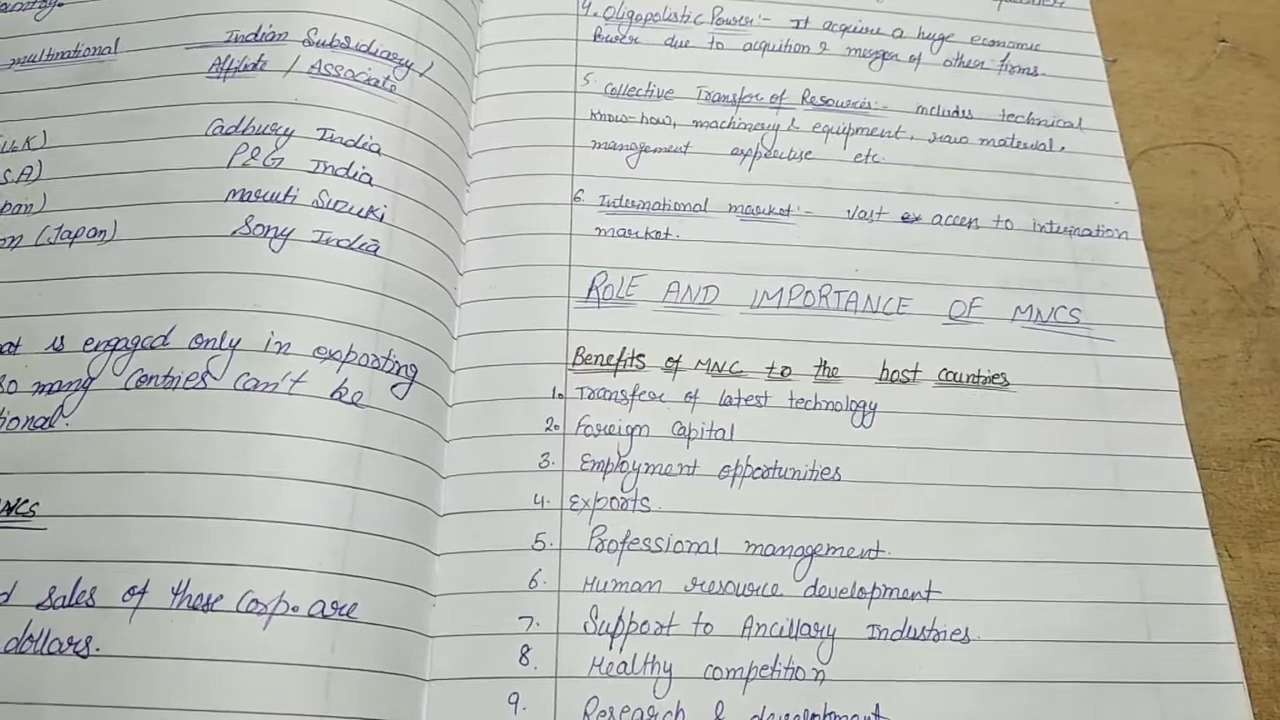 multinational
Indian Subsidiary /
Affiliate / Associate
Cadbury India
P&G India
Maruti Suzuki
(Japan)
Sony India
is engaged only in exporting
many Contries can't be
sales of these Corp. are
dollars.
4. Oligopolistic Power:- It acquire a huge economic
Power due to acquition & merger of other firms.
5. Collective Transfer of Resources:- includes technical
know-how, machinery & equipment, raw material,
management etc.
6. International market:- Vast access to internation
market.
ROLE AND IMPORTANCE OF MNCS
Benefits of MNC to the host countries
1. Transfer of latest technology
2. Foreign Capital
3. Employment opportunities
4. Exports.
5. Professional management.
6. Human resource development
7. Support to Ancillary Industries.
8. Healthy competition
9. Research & development